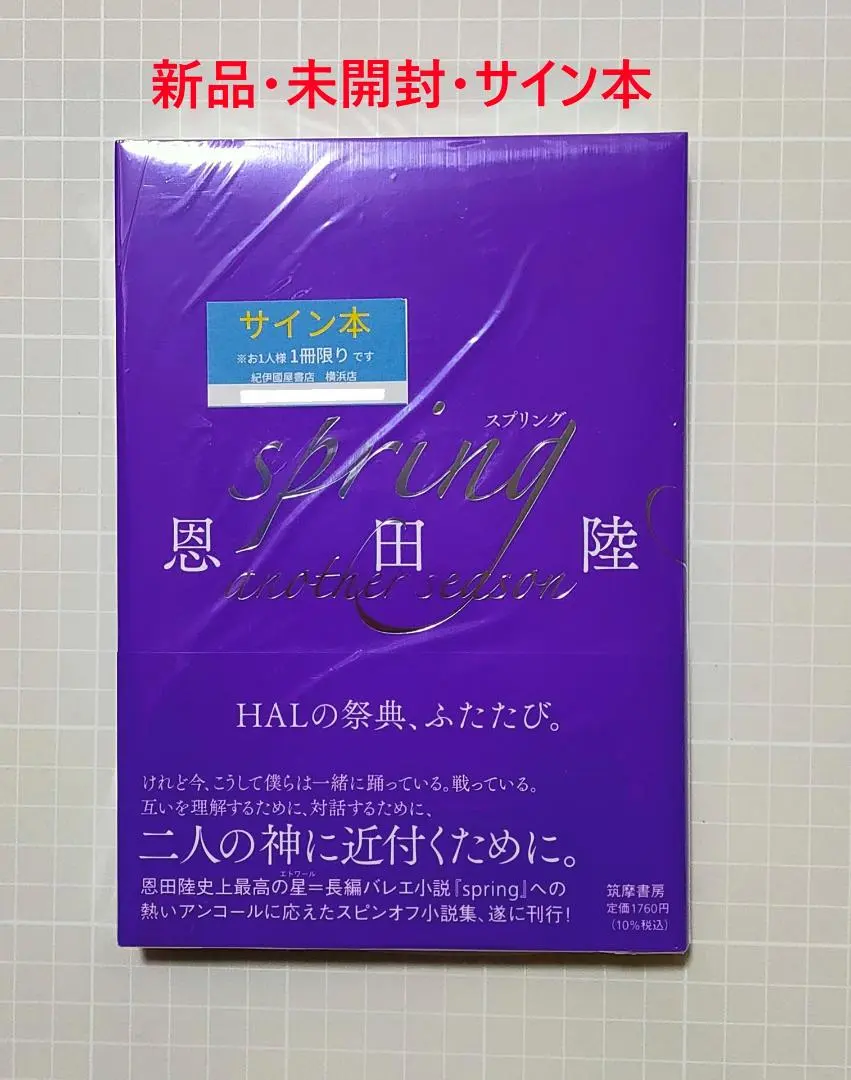 新品・未開封・サイン本
サイン本
※お1人様1冊限りです
紀伊國屋書店 横浜店
スプリング
spring
恩田陸
another season
HALの祭典、ふたたび。
けれど今、こうして僕らは一緒に踊っている。戦っている。
互いを理解するために、対話するために、
二人の神に近付くために。
エトワール
恩田陸史上最高の星=長編バレエ小説『spring』への
熱いアンコールに応えたスピンオフ小説集、遂に刊行!
筑摩書房
定価1760円
(10%税込)